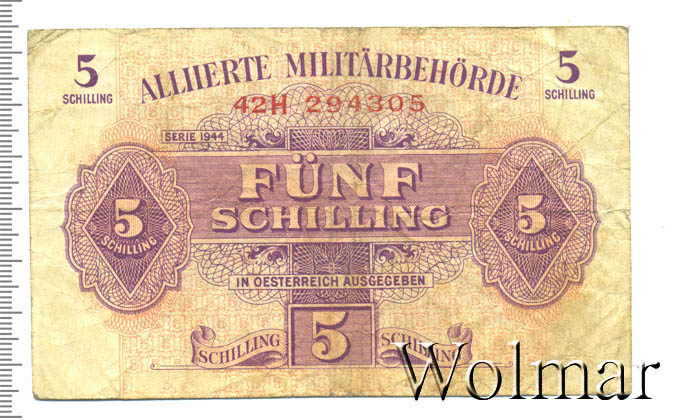 5 SCHILLING
5 SCHILLING
ALLIIERTE MILITÄRBEHÖRDE
42H 294305
SERIE 1944
FÜNF
SCHILLING
5 SCHILLING
5 SCHILLING
IN OESTERREICH AUSGEGEBEN
SCHILLING 5 SCHILLING
Wolmar